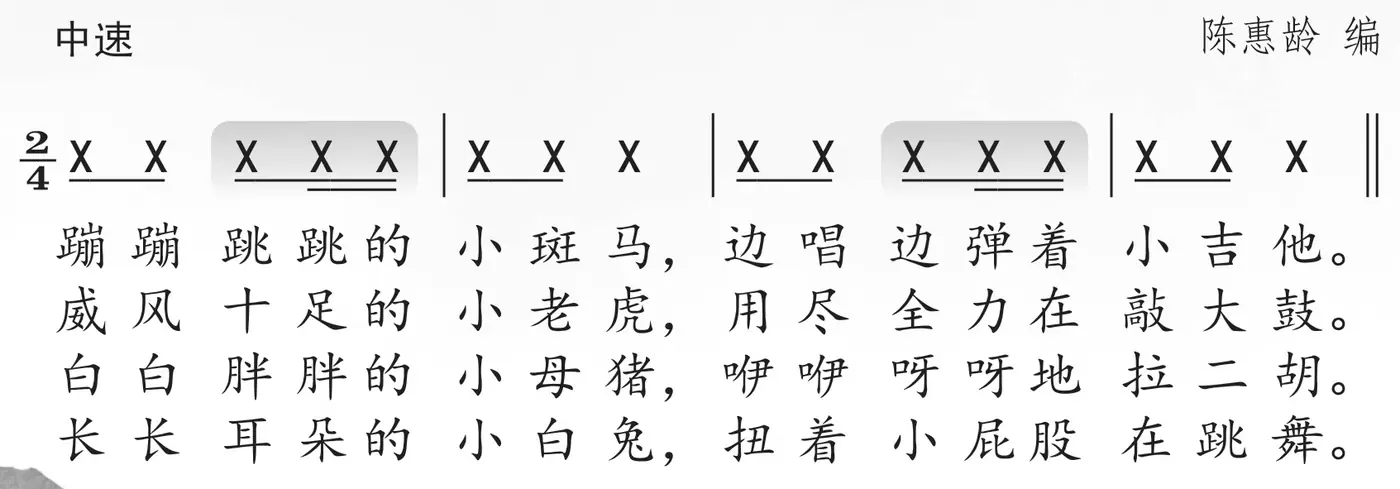 中速
陈惠龄 编
2/4 X X X X X | X X X | X X X X X | X X X ‖
蹦蹦跳跳的小斑马，边唱边弹着小吉他。
威风十足的小老虎，用尽全力在敲大鼓。
白白胖胖的小母猪，咿咿呀呀地拉二胡。
长长耳朵的小白兔，扭着小屁股在跳舞。